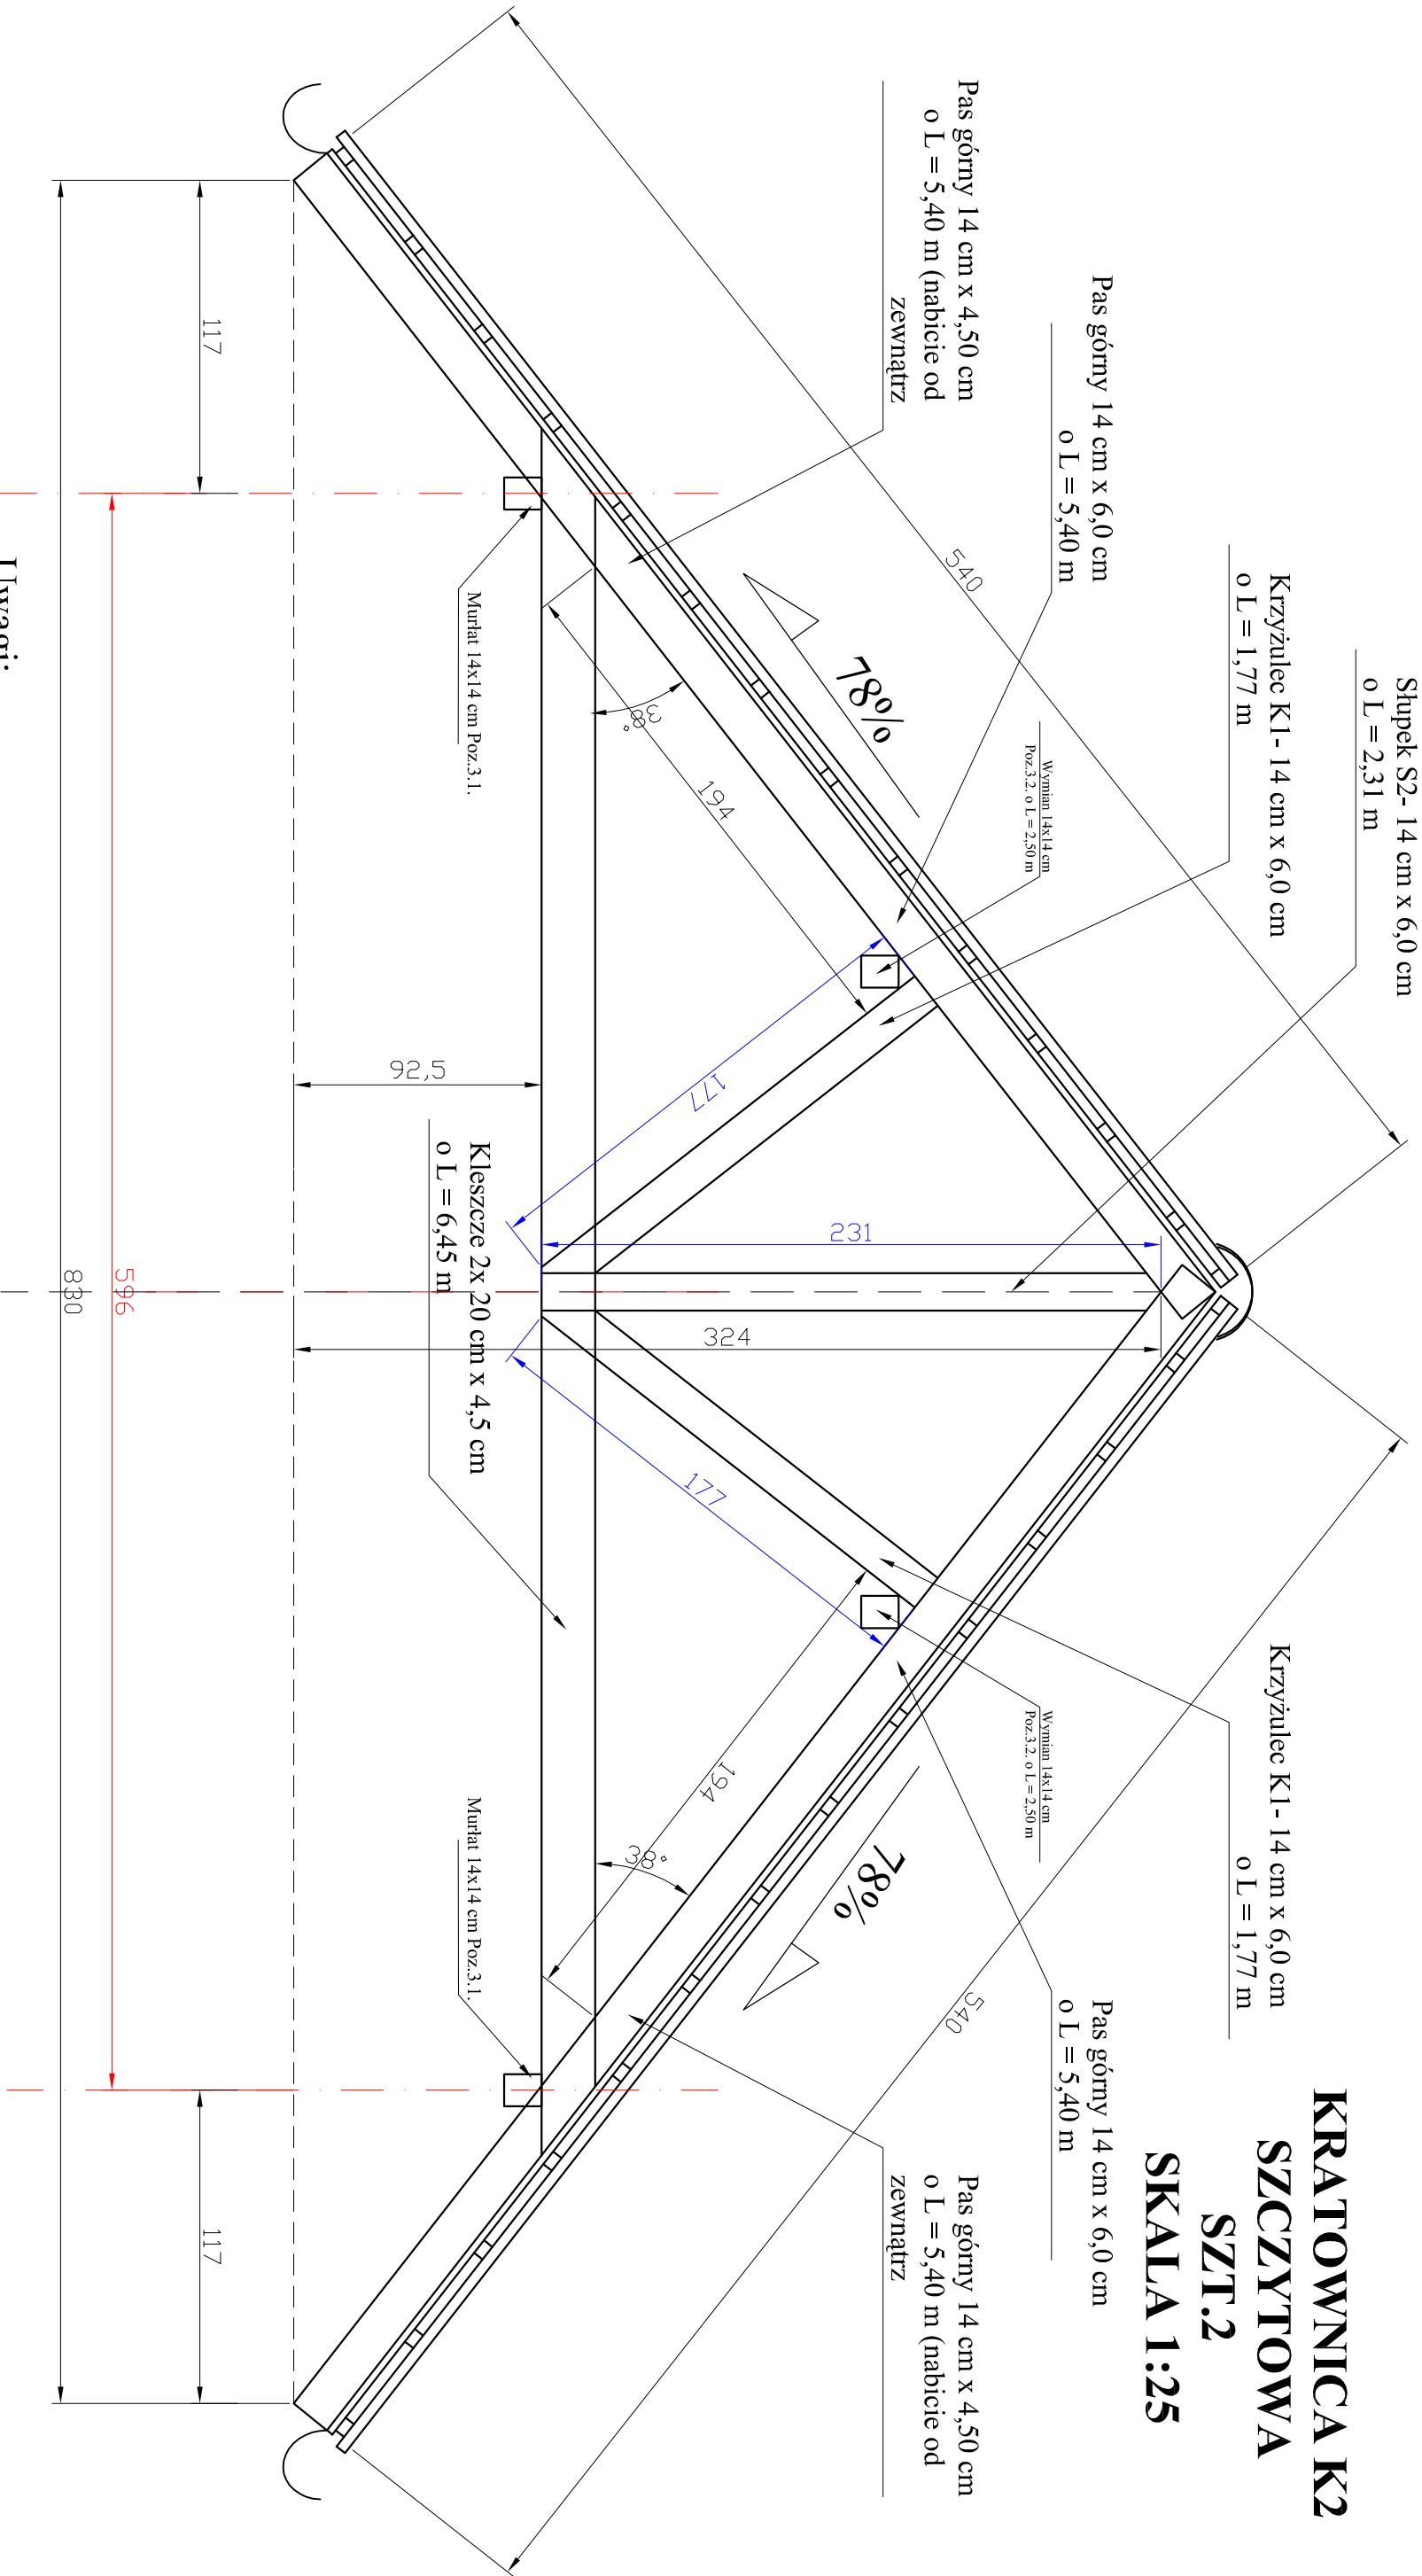 KRATOWNICA K2
SZCZYTOWA
SZT.2
SKALA 1:25
Słupek S2- 14 cm x 6,0 cm
o L = 2,31 m
Krzyżulec K1- 14 cm x 6,0 cm
o L = 1,77 m
Krzyżulec K1- 14 cm x 6,0 cm
o L = 1,77 m
Pas górny 14 cm x 6,0 cm
o L = 5,40 m
Pas górny 14 cm x 6,0 cm
o L = 5,40 m
Wymian 14x14 cm
Poz.3.2. o L = 2,50 m
Wymian 14x14 cm
Poz.3.2. o L = 2,50 m
Pas górny 14 cm x 4,50 cm
o L = 5,40 m (nabicie od
zewnątrz
Pas górny 14 cm x 4,50 cm
o L = 5,40 m (nabicie od
zewnątrz
540
540
78%
78%
38°
38°
194
194
177
177
231
324
92,5
Murłat 14x14 cm Poz.3.1.
Murłat 14x14 cm Poz.3.1.
Kleszcze 2x 20 cm x 4,5 cm
o L = 6,45 m
117
117
596
830
Uwagi: